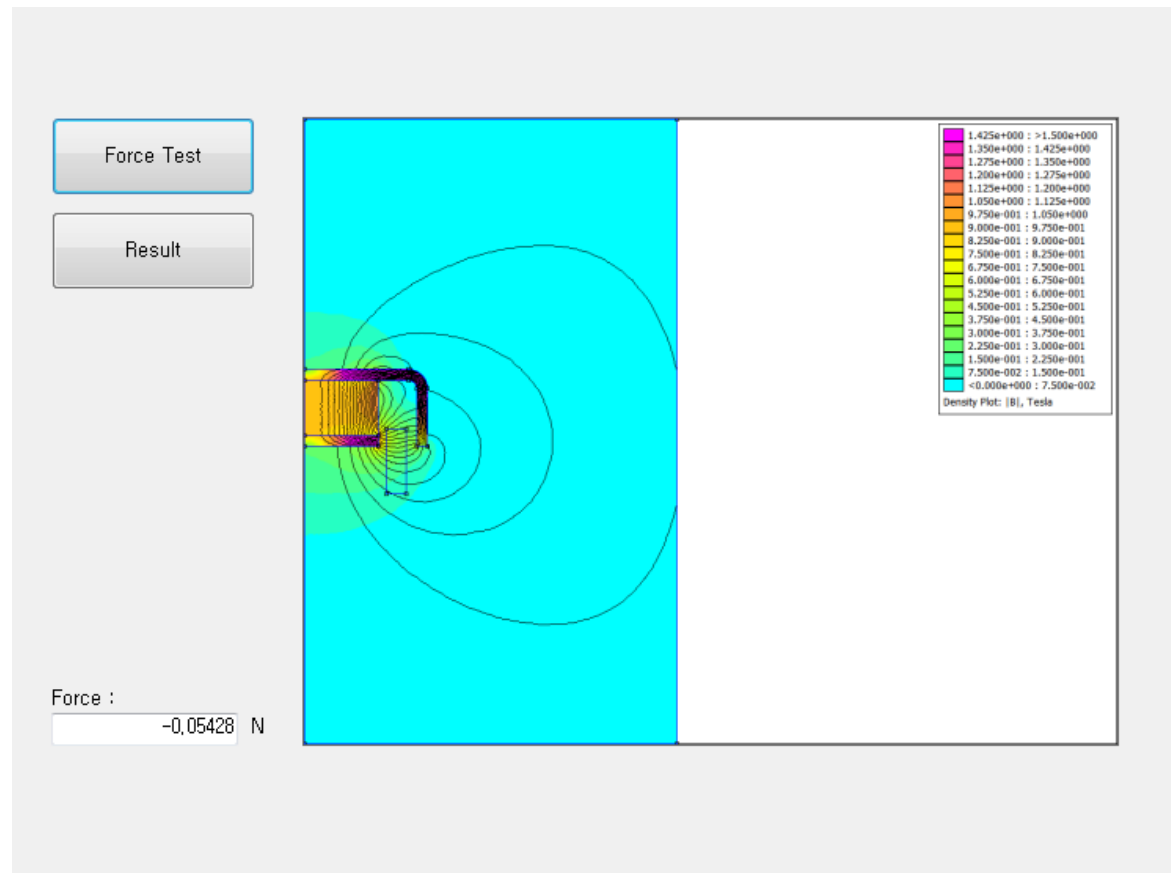 Force Test
Result
Force :
-0.05428 N
1.425e+000 : >1.500e+000
1.350e+000 : 1.425e+000
1.275e+000 : 1.350e+000
1.200e+000 : 1.275e+000
1.125e+000 : 1.200e+000
1.050e+000 : 1.125e+000
9.750e-001 : 1.050e+000
9.000e-001 : 9.750e-001
8.250e-001 : 9.000e-001
7.500e-001 : 8.250e-001
6.750e-001 : 7.500e-001
6.000e-001 : 6.750e-001
5.250e-001 : 6.000e-001
4.500e-001 : 5.250e-001
3.750e-001 : 4.500e-001
3.000e-001 : 3.750e-001
2.250e-001 : 3.000e-001
1.500e-001 : 2.250e-001
7.500e-002 : 1.500e-001
<0.000e+000 : 7.500e-002
Density Plot: |B|, Tesla